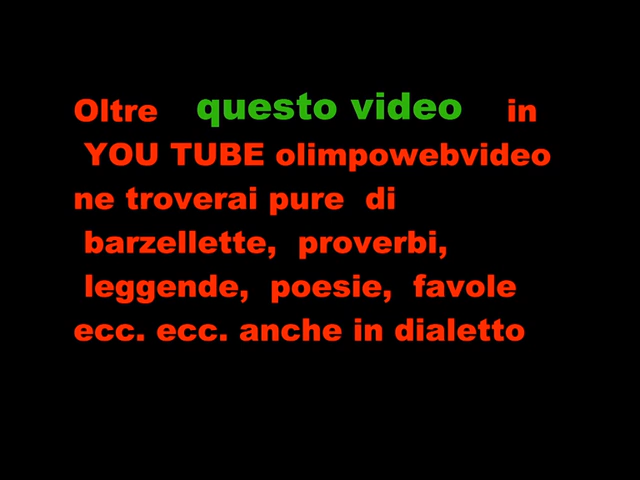 Oltre questo video in
YOU TUBE olimpowebvideo
ne troverai pure di
barzellette, proverbi,
leggende, poesie, favole
ecc. ecc. anche in dialetto